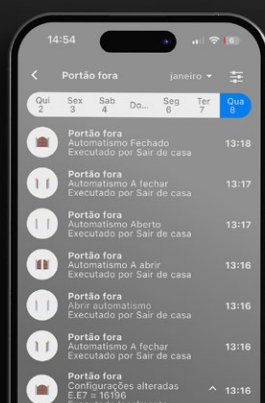 14:54
Portão fora
janeiro
Qui Sex Sab Do... Seg Ter Qua
2 3 4 6 7 8
Portão fora
Automatismo Fechado 13:18
Executado por Sair de casa
Portão fora
Automatismo A fechar 13:17
Executado por Sair de casa
Portão fora
Automatismo Aberto 13:17
Executado por Sair de casa
Portão fora
Automatismo A abrir 13:16
Executado por Sair de casa
Portão fora
Abrir automatismo 13:16
Executado por Sair de casa
Portão fora
Automatismo A fechar 13:16
Executado por Sair de casa
Portão fora
Configurações alteradas
E.E7 = 16196 13:16